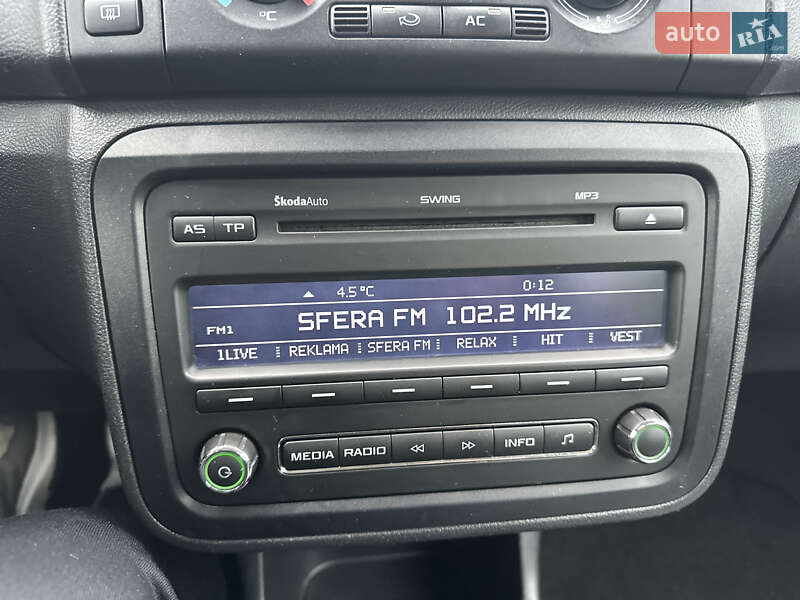 °C
AC
auto RIA .com
ŠkodaAuto SWING MP3
AS TP
4.5°C 0:12
FM1 SFERA FM 102.2 MHz
1LIVE REKLAMA SFERA FM RELAX HIT VEST
MEDIA RADIO INFO